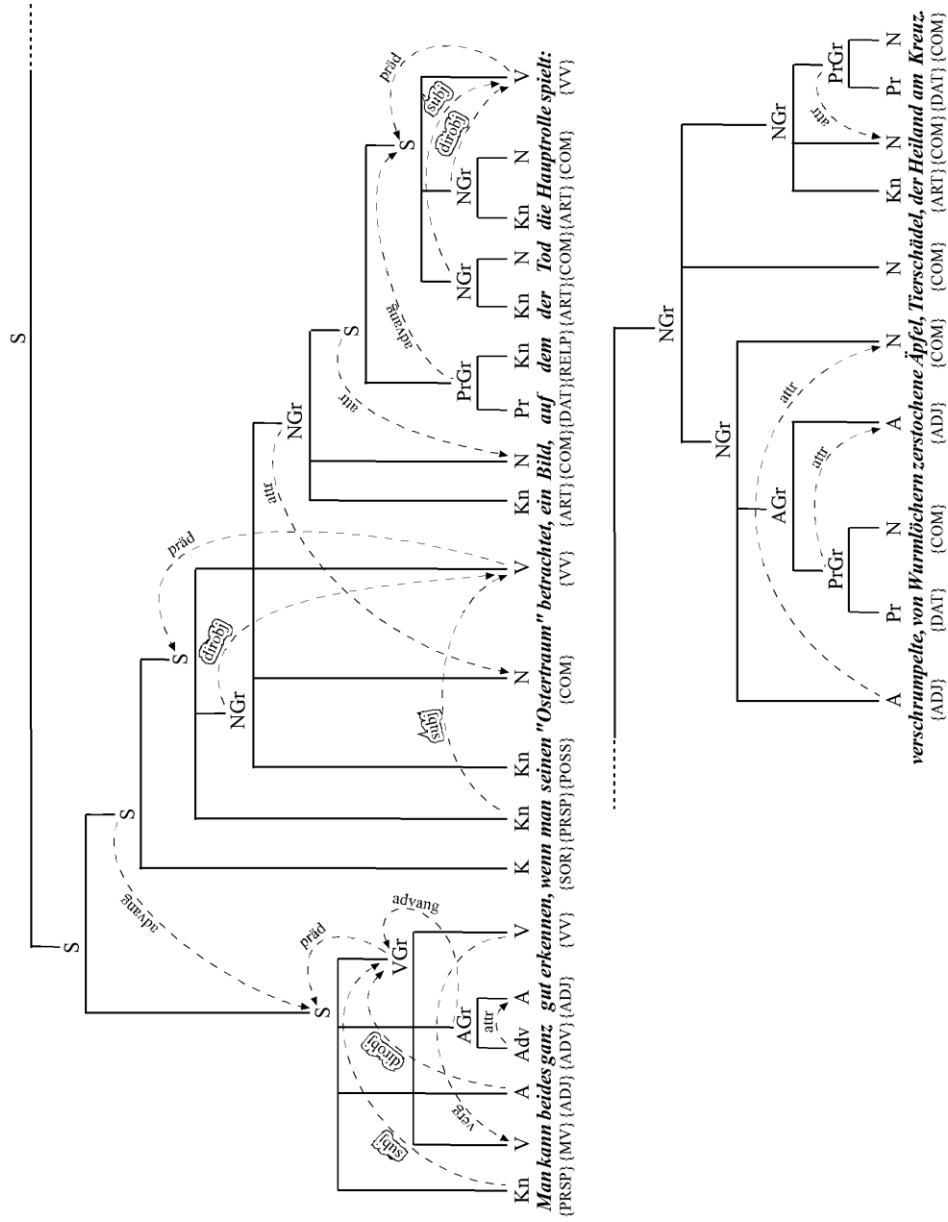 S
S
S
advang
S präd
dirobj
NGr
attr NGr
präd
S
S
attr
VGr advang
S präd
advang
dirobj
subj
subj
dirobj
subj
verg
AGr PrGr NGr NGr
attr
Kn V A Adv A V K Kn Kn N V Kn N Pr Kn Kn N Kn N V
Man kann beides ganz gut erkennen, wenn man seinen "Ostertraum" betrachtet, ein Bild, auf dem der Tod die Hauptrolle spielt:
{PRSP} {MV} {ADJ} {ADV} {ADJ} {VV} {SOR} {PRSP} {POSS} {COM} {VV} {ART} {COM} {DAT} {RELP} {ART} {COM} {ART} {COM} {VV}
NGr
NGr NGr
AGr attr
PrGr attr attr PrGr
A Pr N A N N Kn N Pr N
verschrumpelte, von Wurmlöchern zerstochene Äpfel, Tierschädel, der Heiland am Kreuz.
{ADJ} {DAT} {COM} {ADJ} {COM} {COM} {ART} {COM} {DAT} {COM}